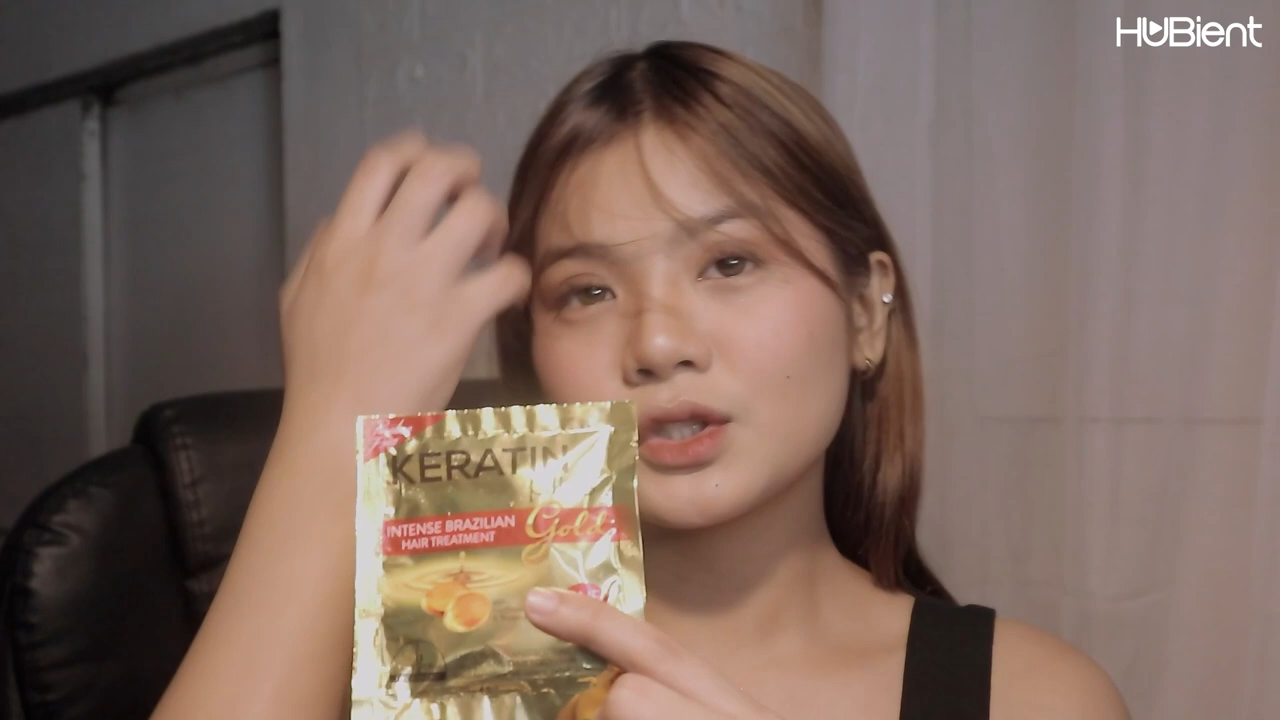 HUBient
KERATIN
Gold
INTENSE BRAZILIAN
HAIR TREATMENT